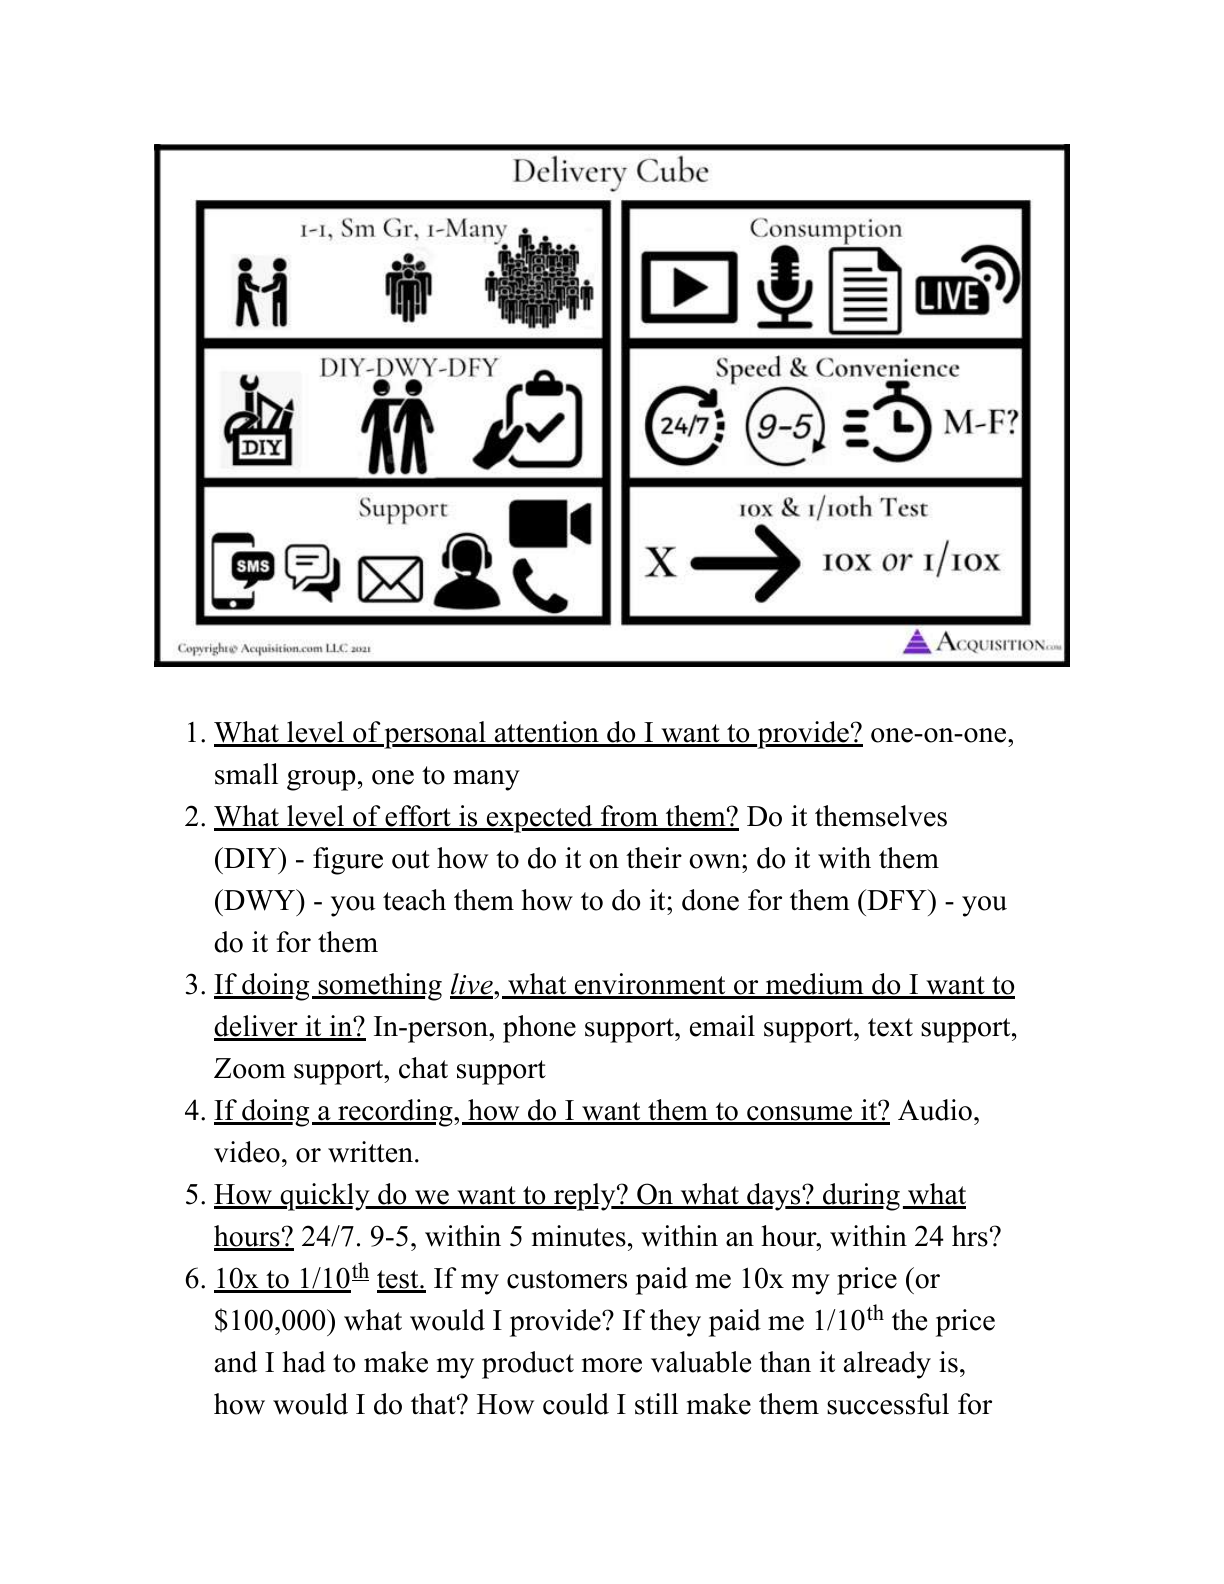 Delivery Cube
1-1, Sm Gr, 1-Many
Consumption
LIVE
DIY-DWY-DFY
DIY
Speed & Convenience
24/7
9-5
M-F?
Support
SMS
10x & 1/10th Test
X
10x or 1/10x
Copyright© Acquisition.com LLC 2021
ACQUISITION.COM
1. What level of personal attention do I want to provide? one-on-one,
small group, one to many
2. What level of effort is expected from them? Do it themselves
(DIY) - figure out how to do it on their own; do it with them
(DWY) - you teach them how to do it; done for them (DFY) - you
do it for them
3. If doing something live, what environment or medium do I want to
deliver it in? In-person, phone support, email support, text support,
Zoom support, chat support
4. If doing a recording, how do I want them to consume it? Audio,
video, or written.
5. How quickly do we want to reply? On what days? during what
hours? 24/7. 9-5, within 5 minutes, within an hour, within 24 hrs?
6. 10x to 1/10th test. If my customers paid me 10x my price (or
$100,000) what would I provide? If they paid me 1/10th the price
and I had to make my product more valuable than it already is,
how would I do that? How could I still make them successful for